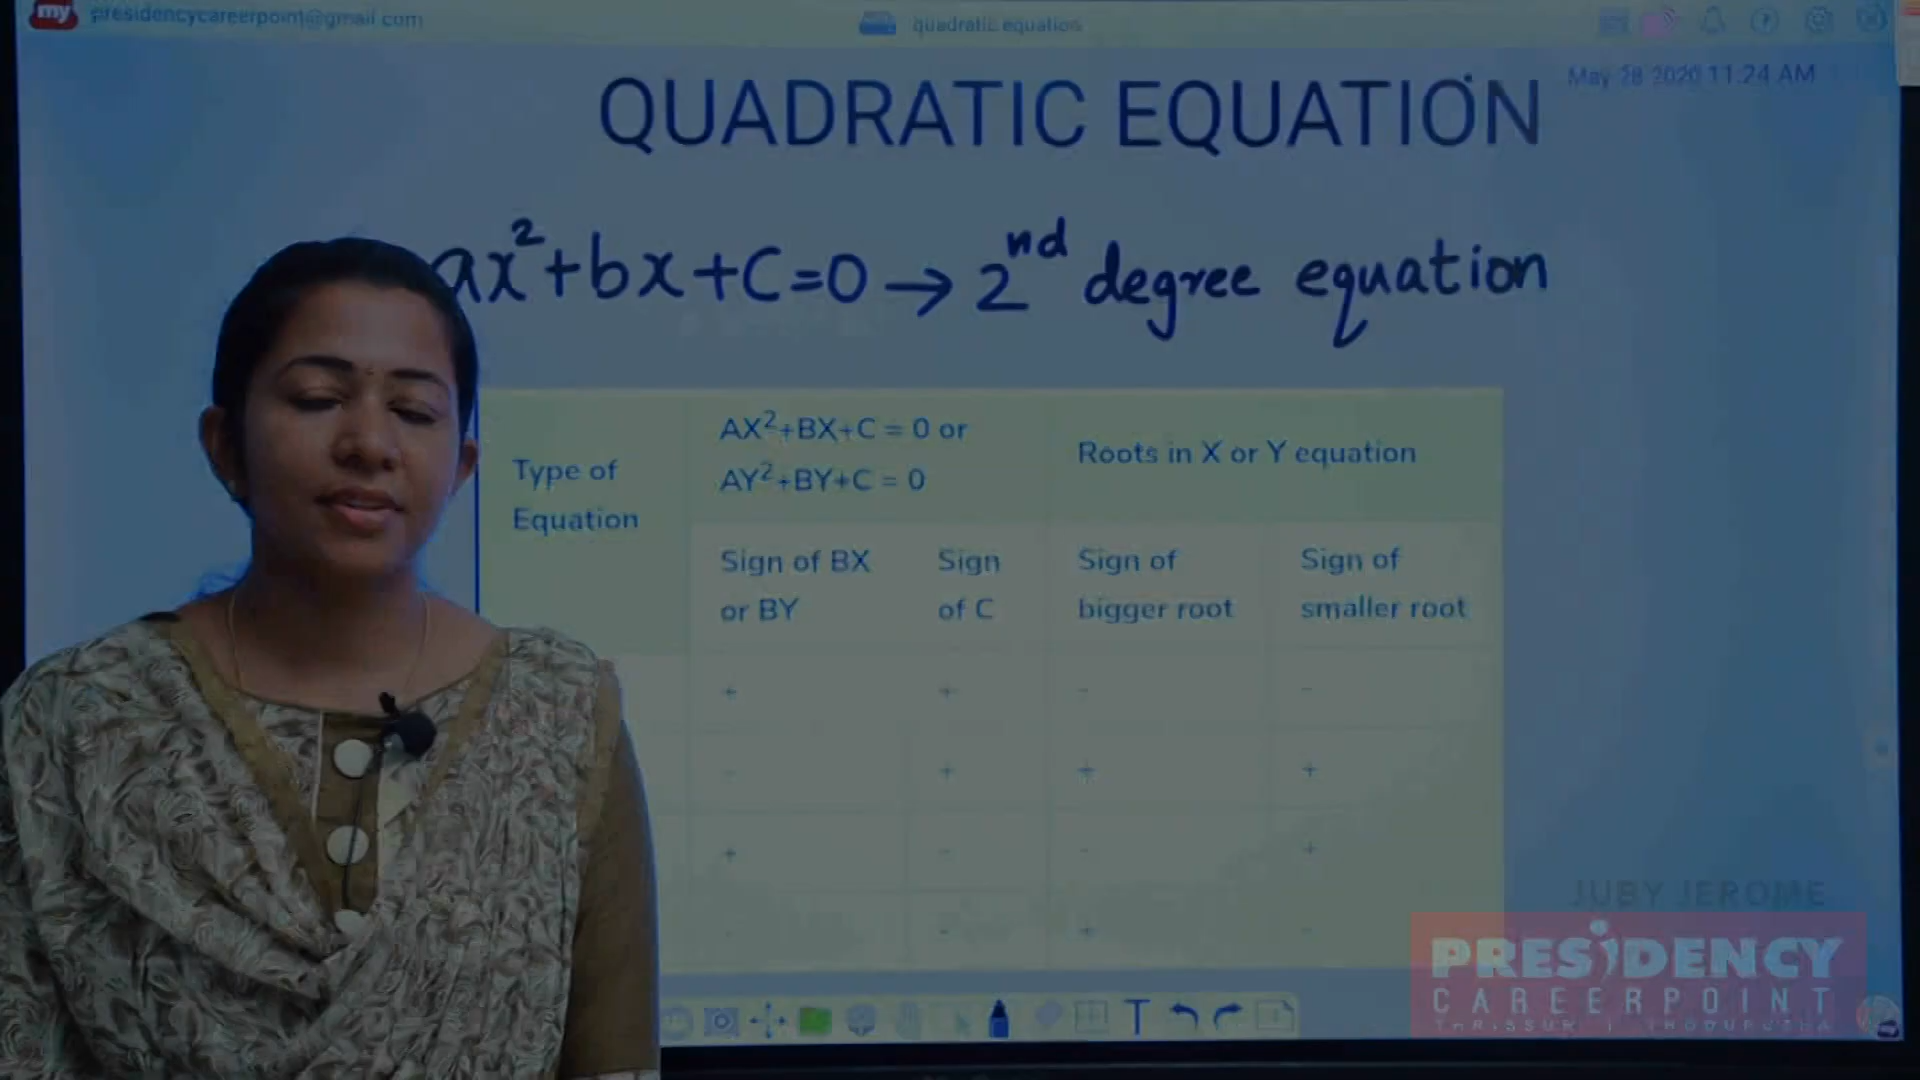 my presidencycareerpoint@gmail.com
quadratic equation
May 28 2020 11:24 AM
QUADRATIC EQUATION
ax²+bx+C=0 → 2nd degree equation
Type of
Equation
AX²+BX+C = 0 or
AY²+BY+C = 0
Roots in X or Y equation
Sign of BX
or BY
Sign
of C
Sign of
bigger root
Sign of
smaller root
+ + - -
- + + +
+ - - +
- - + -
JUBY JEROME
PRESiDENCY
CAREERPOINT
T
my